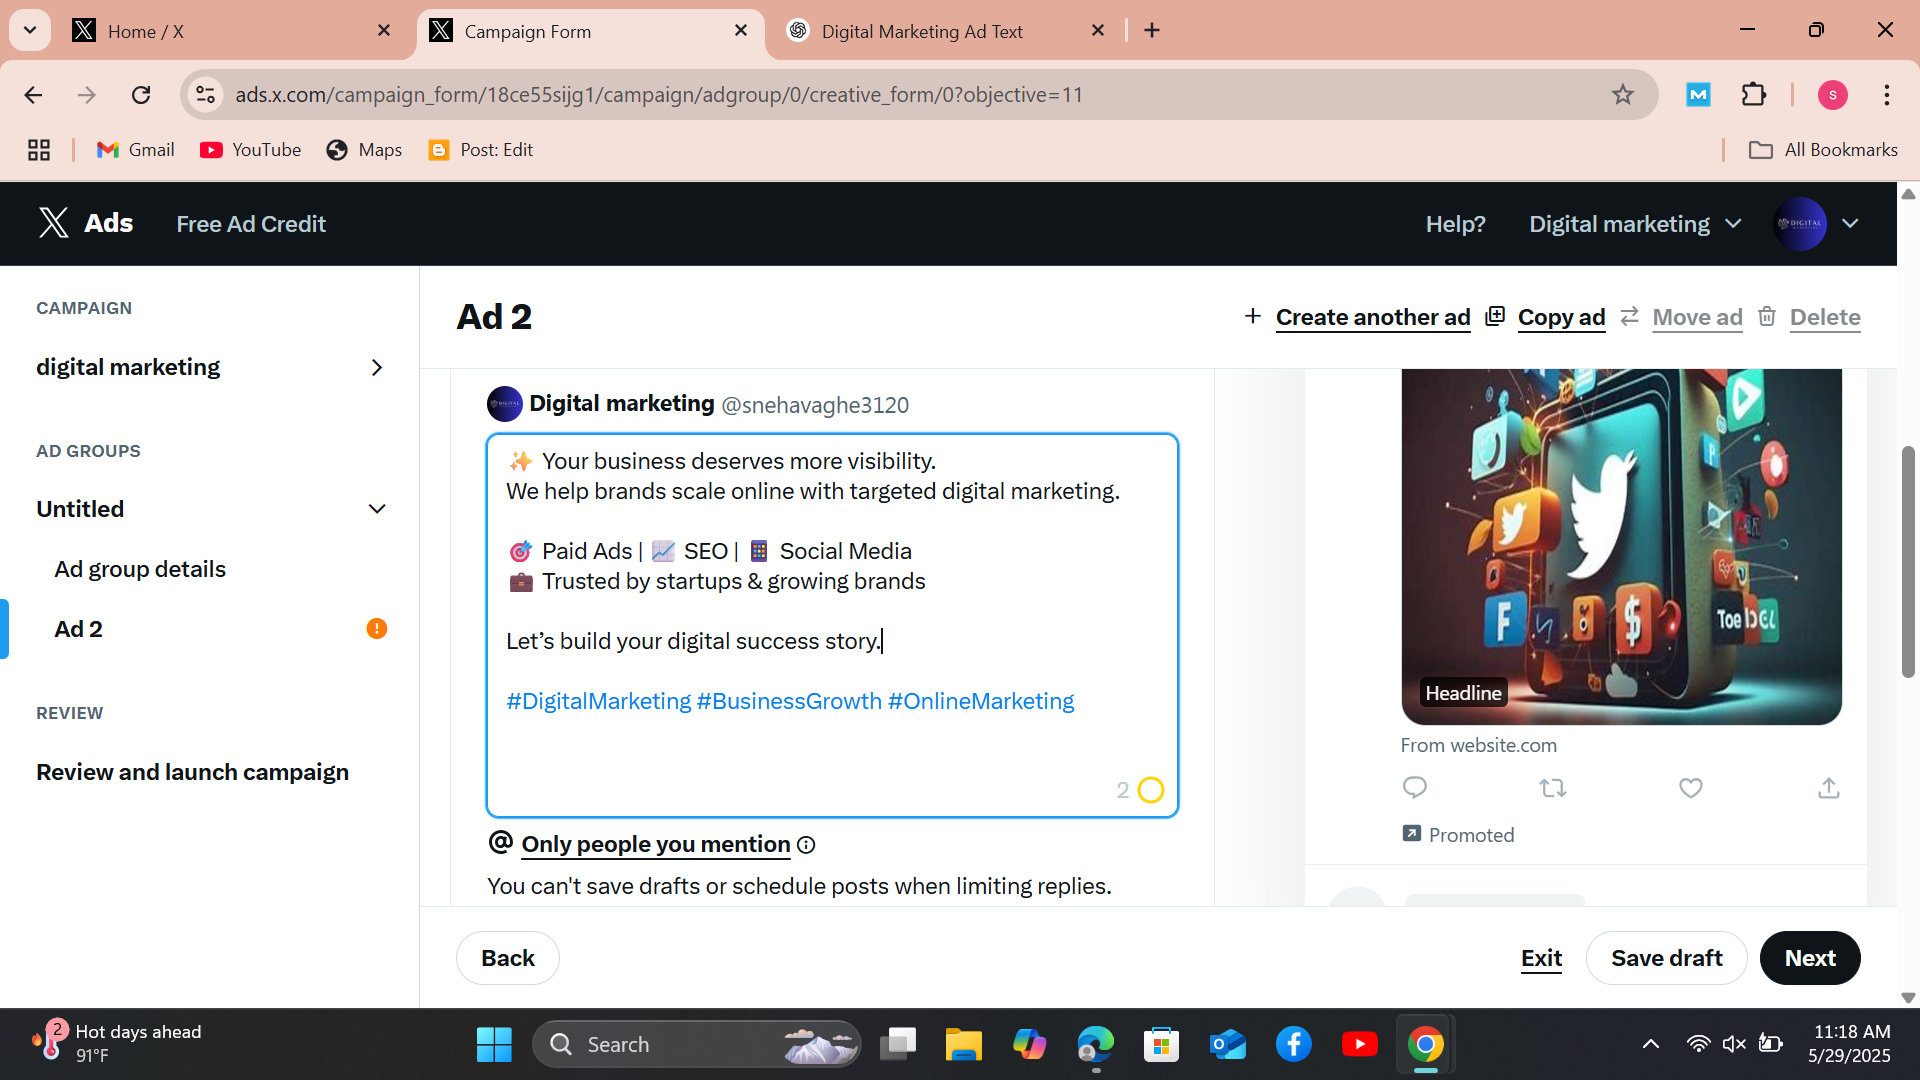 Home / X
Campaign Form
Digital Marketing Ad Text
ads.x.com/campaign_form/18ce55sijg1/campaign/adgroup/0/creative_form/0?objective=11
s
Gmail
YouTube
Maps
Post: Edit
All Bookmarks
Ads
Free Ad Credit
Help?
Digital marketing
DIGITAL
CAMPAIGN
digital marketing
AD GROUPS
Untitled
Ad group details
Ad 2
REVIEW
Review and launch campaign
Ad 2
+ Create another ad
Copy ad
Move ad
Delete
Digital marketing @snehavaghe3120
✨ Your business deserves more visibility.
We help brands scale online with targeted digital marketing.
🎯 Paid Ads | 📈 SEO | 📱 Social Media
💼 Trusted by startups & growing brands
Let’s build your digital success story.
#DigitalMarketing #BusinessGrowth #OnlineMarketing
2
@ Only people you mention
You can't save drafts or schedule posts when limiting replies.
Headline
From website.com
Promoted
Back
Exit
Save draft
Next
2
Hot days ahead
91°F
Search
11:18 AM
5/29/2025